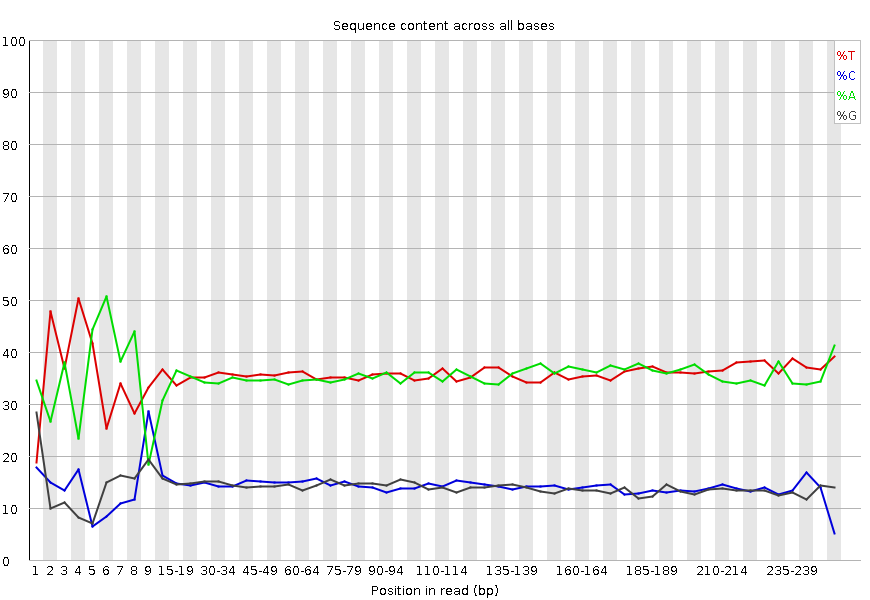 Sequence content across all bases
100
90
80
70
60
50
40
30
20
10
0
%T
%C
%A
%G
1 2 3 4 5 6 7 8 9 15-19 30-34 45-49 60-64 75-79 90-94 110-114 135-139 160-164 185-189 210-214 235-239
Position in read (bp)